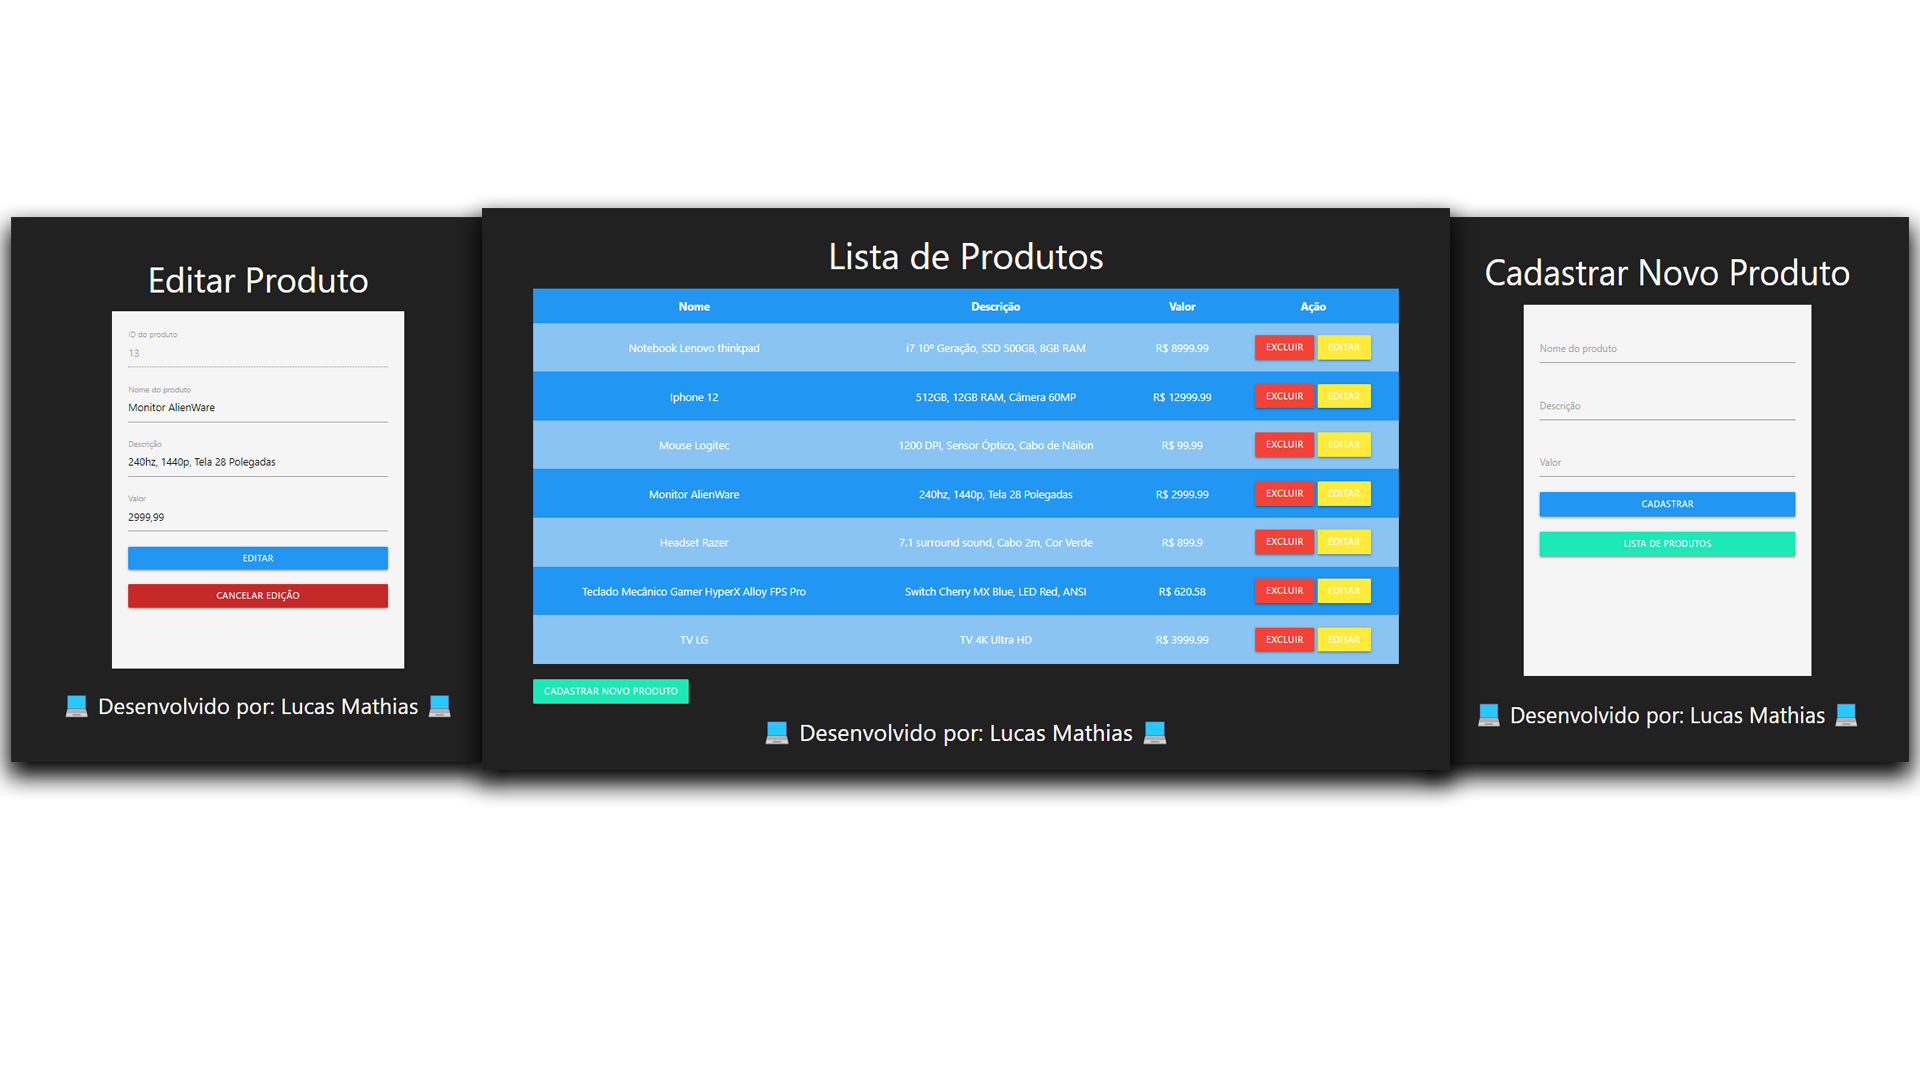 Editar Produto
ID do produto
13
Nome do produto
Monitor AlienWare
Descrição
240hz, 1440p, Tela 28 Polegadas
Valor
2999,99
EDITAR
CANCELAR EDIÇÃO
Desenvolvido por: Lucas Mathias
Lista de Produtos
Nome Descrição Valor Ação
Notebook Lenovo thinkpad i7 10º Geração, SSD 500GB, 8GB RAM R$ 8999.99 EXCLUIR EDITAR
Iphone 12 512GB, 12GB RAM, Câmera 60MP R$ 12999.99 EXCLUIR EDITAR
Mouse Logitec 1200 DPI, Sensor Óptico, Cabo de Náilon R$ 99.99 EXCLUIR EDITAR
Monitor AlienWare 240hz, 1440p, Tela 28 Polegadas R$ 2999.99 EXCLUIR EDITAR
Headset Razer 7.1 surround sound, Cabo 2m, Cor Verde R$ 899.9 EXCLUIR EDITAR
Teclado Mecânico Gamer HyperX Alloy FPS Pro Switch Cherry MX Blue, LED Red, ANSI R$ 620.58 EXCLUIR EDITAR
TV LG TV 4K Ultra HD R$ 3999.99 EXCLUIR EDITAR
CADASTRAR NOVO PRODUTO
Desenvolvido por: Lucas Mathias
Cadastrar Novo Produto
Nome do produto
Descrição
Valor
CADASTRAR
LISTA DE PRODUTOS
Desenvolvido por: Lucas Mathias